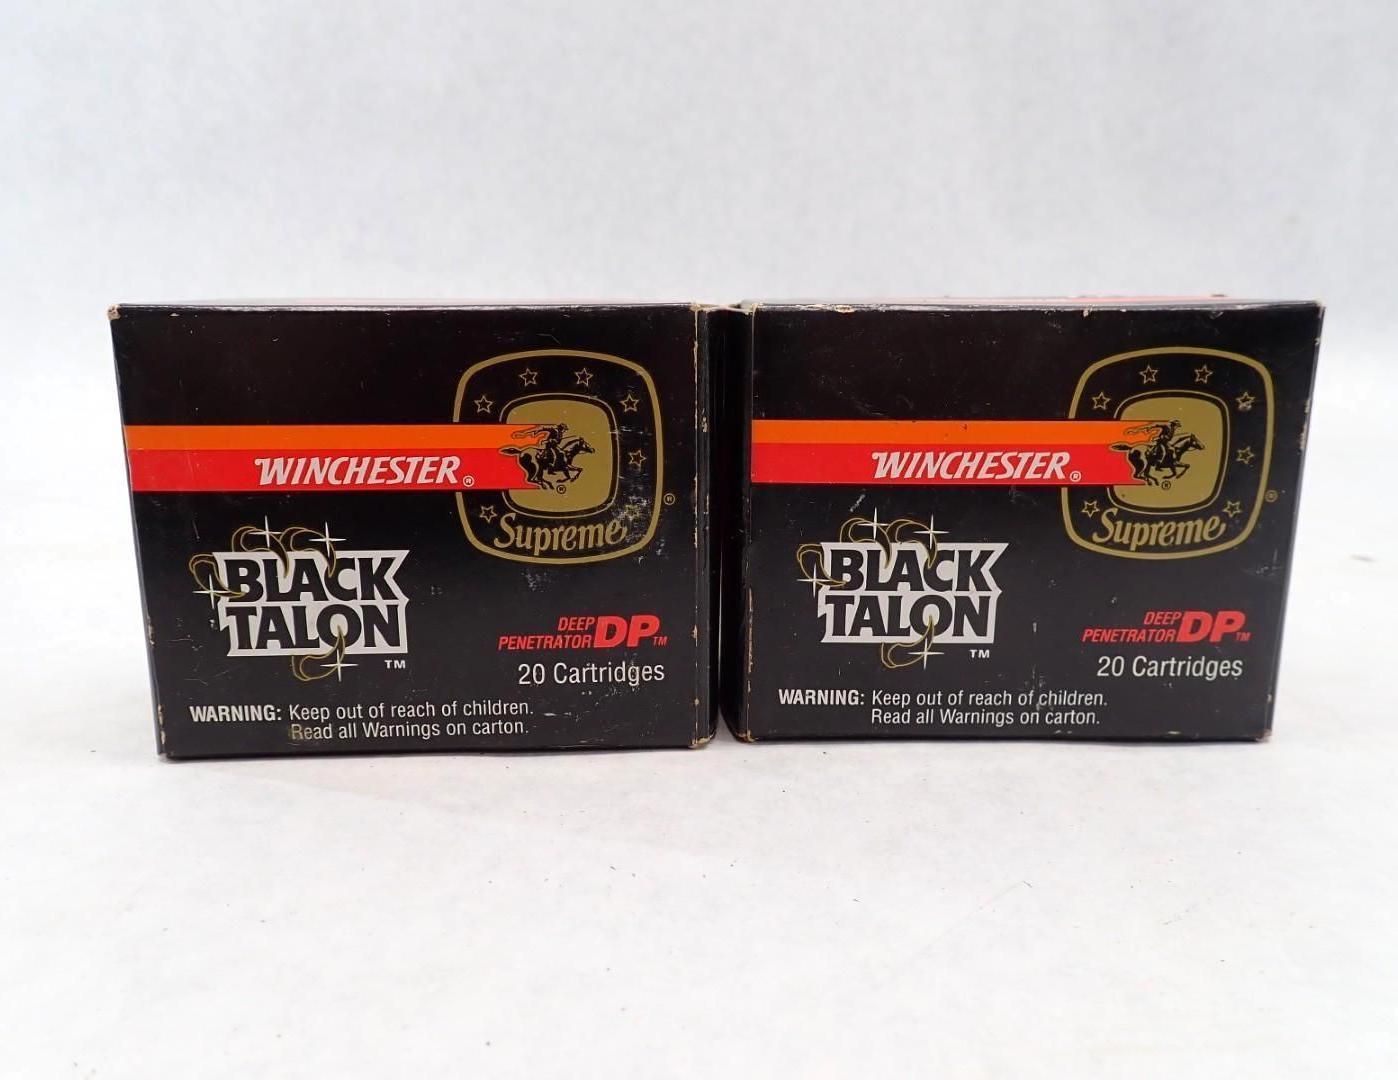 WINCHESTER®
®
Supreme
®
BLACK
TALON
TM
DEEP
PENETRATOR DP TM
20 Cartridges
WARNING: Keep out of reach of children.
Read all Warnings on carton.
WINCHESTER®
®
Supreme
®
BLACK
TALON
TM
DEEP
PENETRATOR DP TM
20 Cartridges
WARNING: Keep out of reach of children.
Read all Warnings on carton.